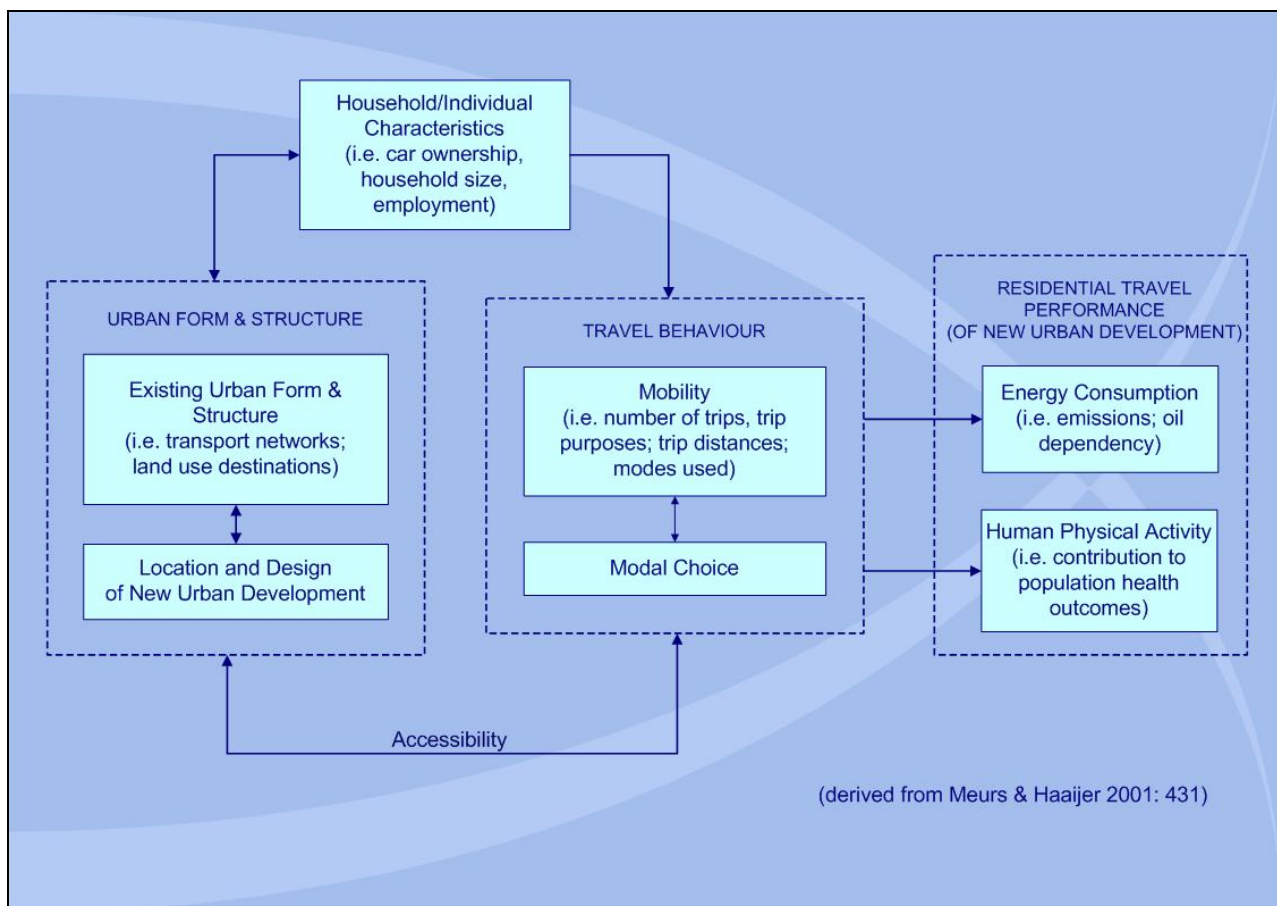 Household/Individual
Characteristics
(i.e. car ownership,
household size,
employment)
URBAN FORM & STRUCTURE
Existing Urban Form &
Structure
(i.e. transport networks;
land use destinations)
Location and Design
of New Urban Development
TRAVEL BEHAVIOUR
Mobility
(i.e. number of trips, trip
purposes; trip distances;
modes used)
Modal Choice
RESIDENTIAL TRAVEL
PERFORMANCE
(OF NEW URBAN DEVELOPMENT)
Energy Consumption
(i.e. emissions; oil
dependency)
Human Physical Activity
(i.e. contribution to
population health
outcomes)
Accessibility
(derived from Meurs & Haaijer 2001: 431)